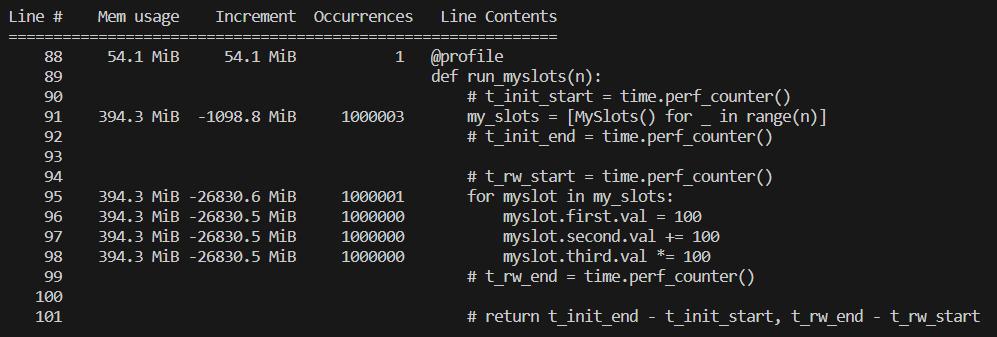 Line #    Mem usage    Increment  Occurrences   Line Contents
=============================================================
    88     54.1 MiB     54.1 MiB           1   @profile
    89                                         def run_myslots(n):
    90                                             # t_init_start = time.perf_counter()
    91    394.3 MiB  -1098.8 MiB     1000003       my_slots = [MySlots() for _ in range(n)]
    92                                             # t_init_end = time.perf_counter()
    93
    94                                             # t_rw_start = time.perf_counter()
    95    394.3 MiB -26830.6 MiB     1000001       for myslot in my_slots:
    96    394.3 MiB -26830.5 MiB     1000000           myslot.first.val = 100
    97    394.3 MiB -26830.5 MiB     1000000           myslot.second.val += 100
    98    394.3 MiB -26830.5 MiB     1000000           myslot.third.val *= 100
    99                                             # t_rw_end = time.perf_counter()
   100
   101                                             # return t_init_end - t_init_start, t_rw_end - t_rw_start